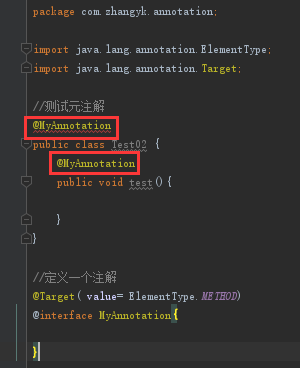 package com.zhangyk.annotation;
import java.lang.annotation.ElementType;
import java.lang.annotation.Target;
//测试元注解
@MyAnnotation
public class Test02 {
@MyAnnotation
public void test(){
}
}
//定义一个注解
@Target( value= ElementType.METHOD)
@interface MyAnnotation{
}